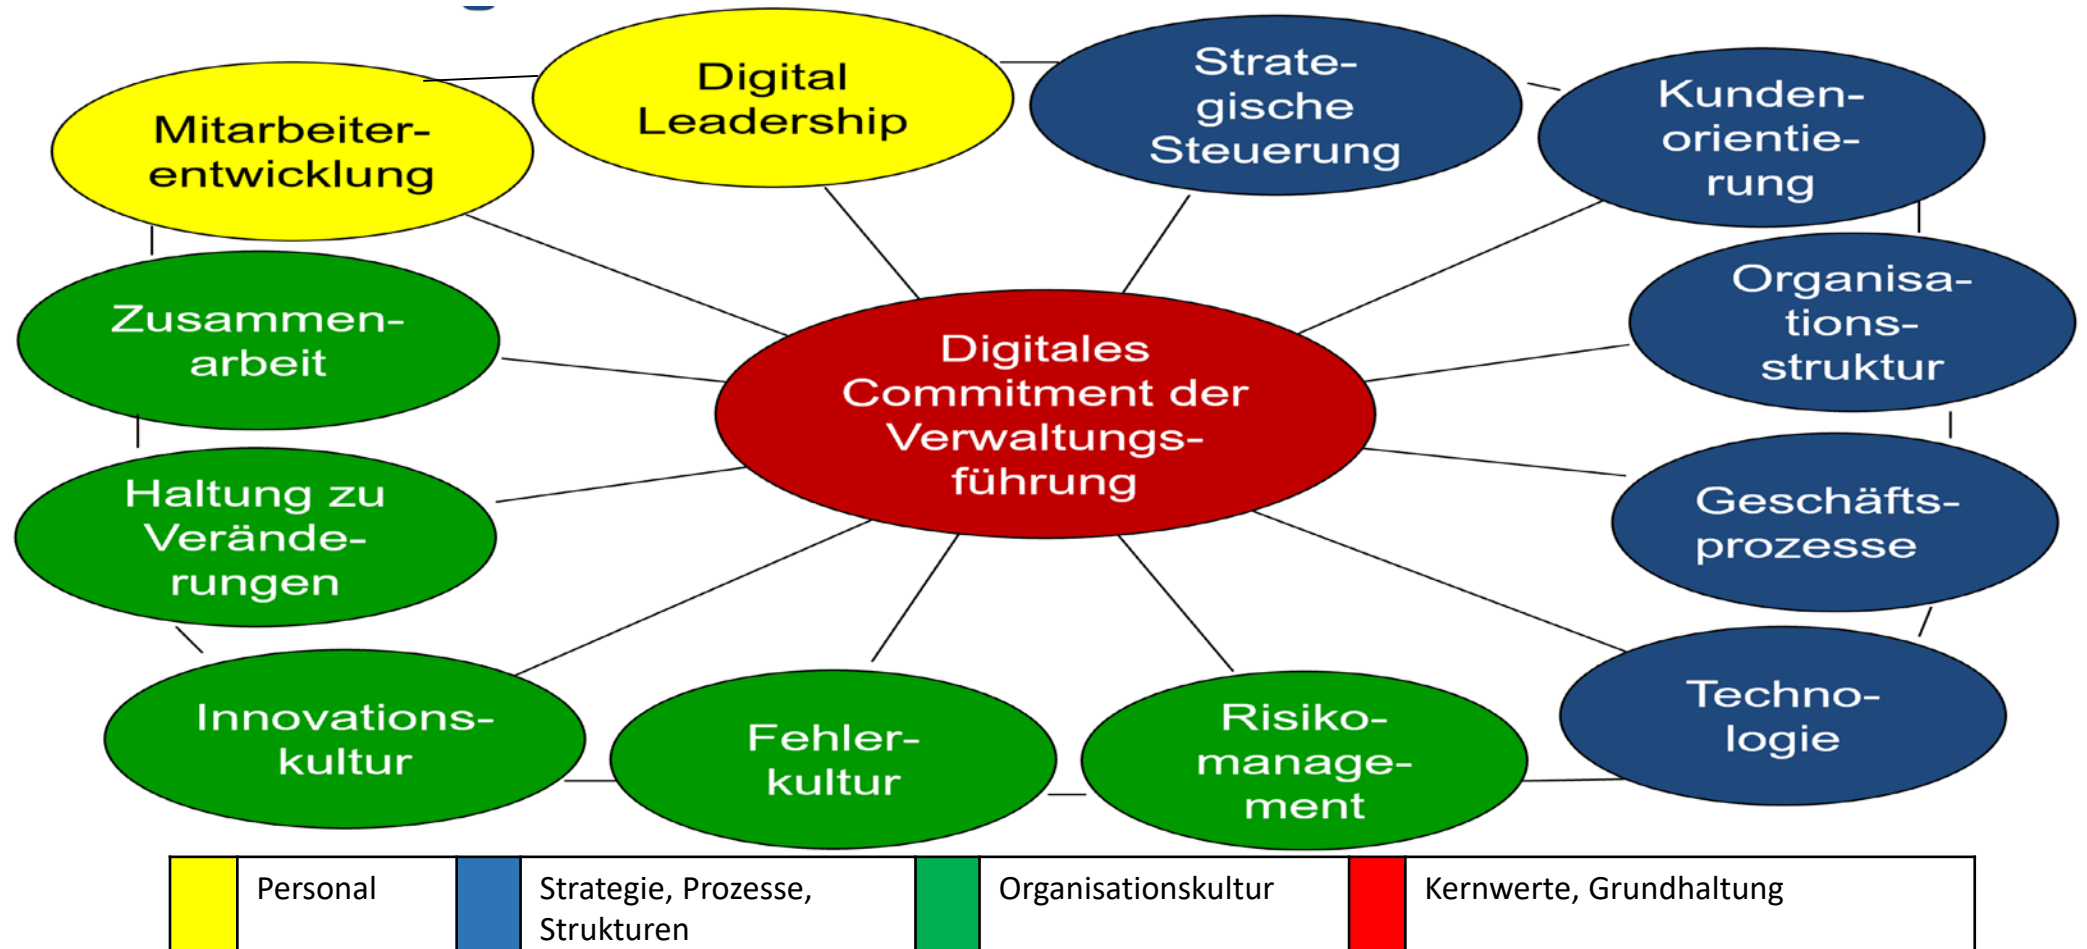 Digital
Leadership
Strate-
gische
Steuerung
Kunden-
orientie-
rung
Mitarbeiter-
entwicklung
Organisa-
tions-
struktur
Zusammen-
arbeit
Digitales
Commitment der
Verwaltungs-
führung
Geschäfts-
prozesse
Haltung zu
Verände-
rungen
Techno-
logie
Innovations-
kultur
Fehler-
kultur
Risiko-
manage-
ment
Personal
Strategie, Prozesse,
Strukturen
Organisationskultur
Kernwerte, Grundhaltung